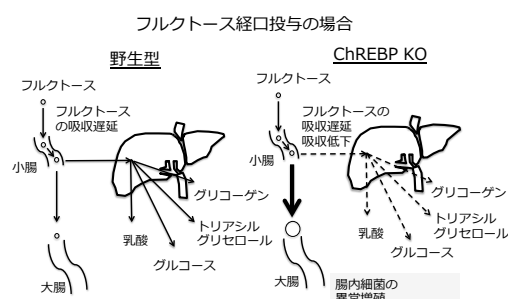 フルクトース経口投与の場合
野生型
フルクトース
フルクトース
の吸収遅延
小腸
グリコーゲン
トリアシル
グリセロール
乳酸
グルコース
大腸
ChREBP KO
フルクトース
フルクトースの
吸収遅延
吸収低下
小腸
グリコーゲン
トリアシル
グリセロール
乳酸
グルコース
大腸
腸内細菌の
異常増殖